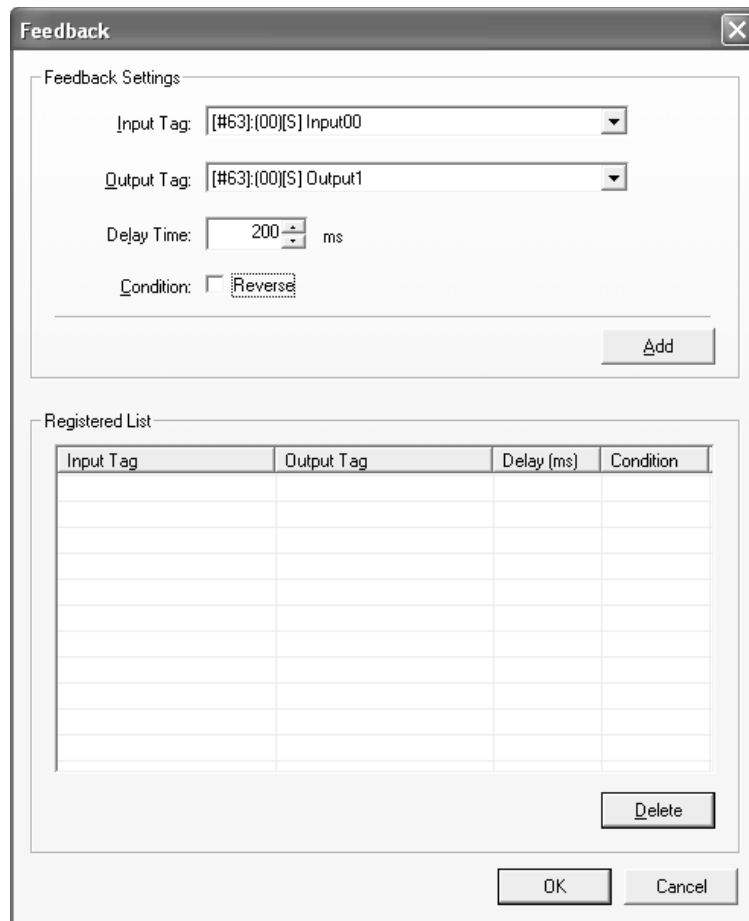 Feedback
Feedback Settings
Input Tag: [#63]:(00)[S] Input00
Output Tag: [#63]:(00)[S] Output1
Delay Time: 200 ms
Condition: Reverse
Add
Registered List
Input Tag Output Tag Delay (ms) Condition
Delete
OK Cancel